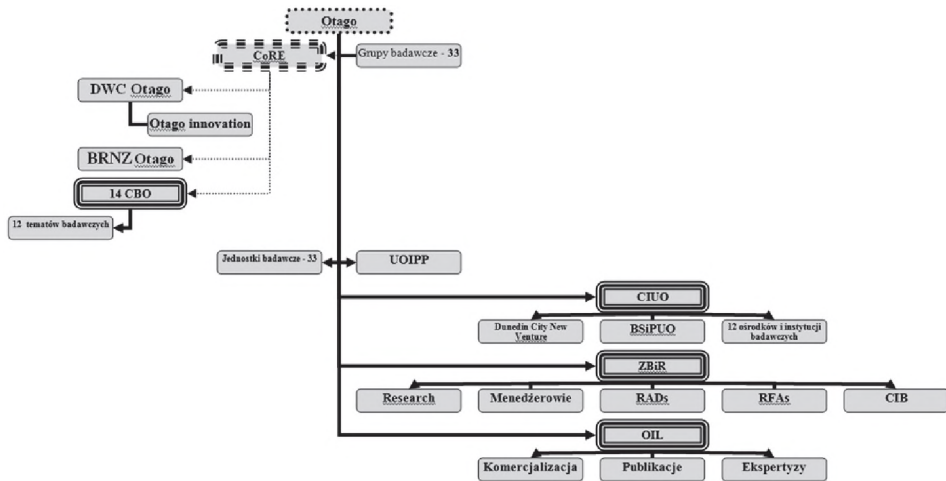 Otago
CoRE
Grupy badawcze - 33
DWC Otago
Otago innovation
BRNZ Otago
14 CBO
12 tematów badawczych
Jednostki badawcze - 33
UOIPP
CIUO
Dunedin City New
Venture
BSiPUO
12 ośrodków i instytucji
badawczych
ZBiR
Research
Menedżerowie
RADs
RFAs
CIB
OIL
Komercjalizacja
Publikacje
Ekspertyzy